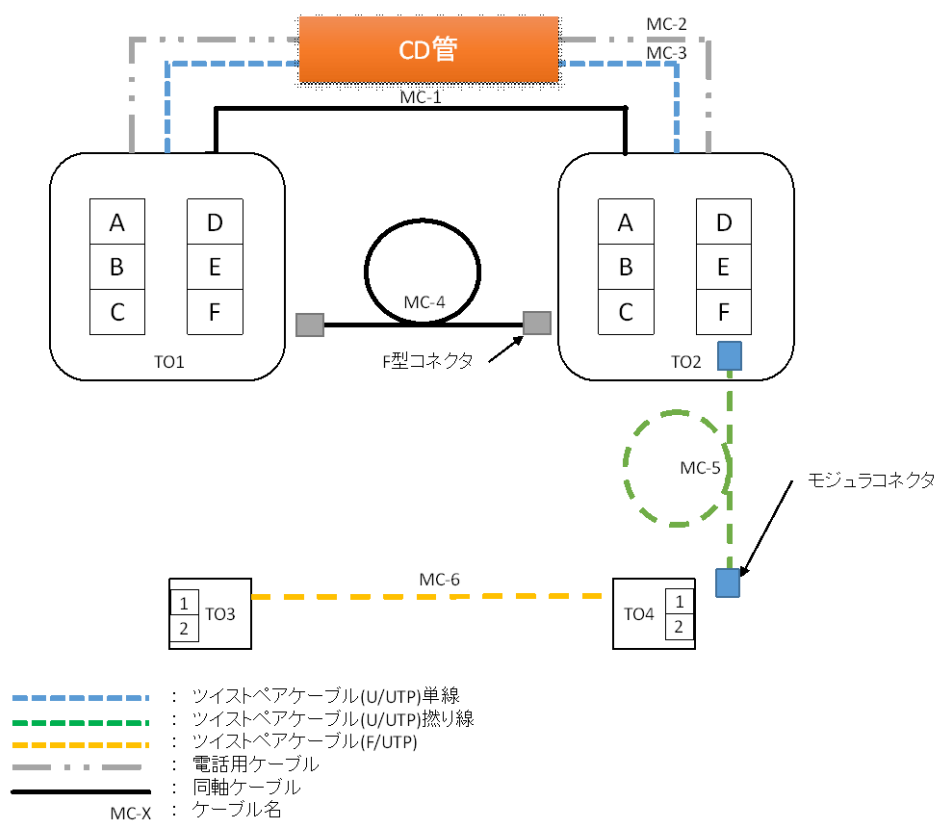 MC-2
CD管
MC-3
MC-1
A
D
B
E
C
F
TO1
A
D
B
E
C
F
TO2
MC-4
F型コネクタ
MC-5
モジュラコネクタ
MC-6
1
2
TO3
TO4
1
2
: ツイストペアケーブル(U/UTP)単線
: ツイストペアケーブル(U/UTP)撚り線
: ツイストペアケーブル(F/UTP)
: 電話用ケーブル
: 同軸ケーブル
MC-X : ケーブル名